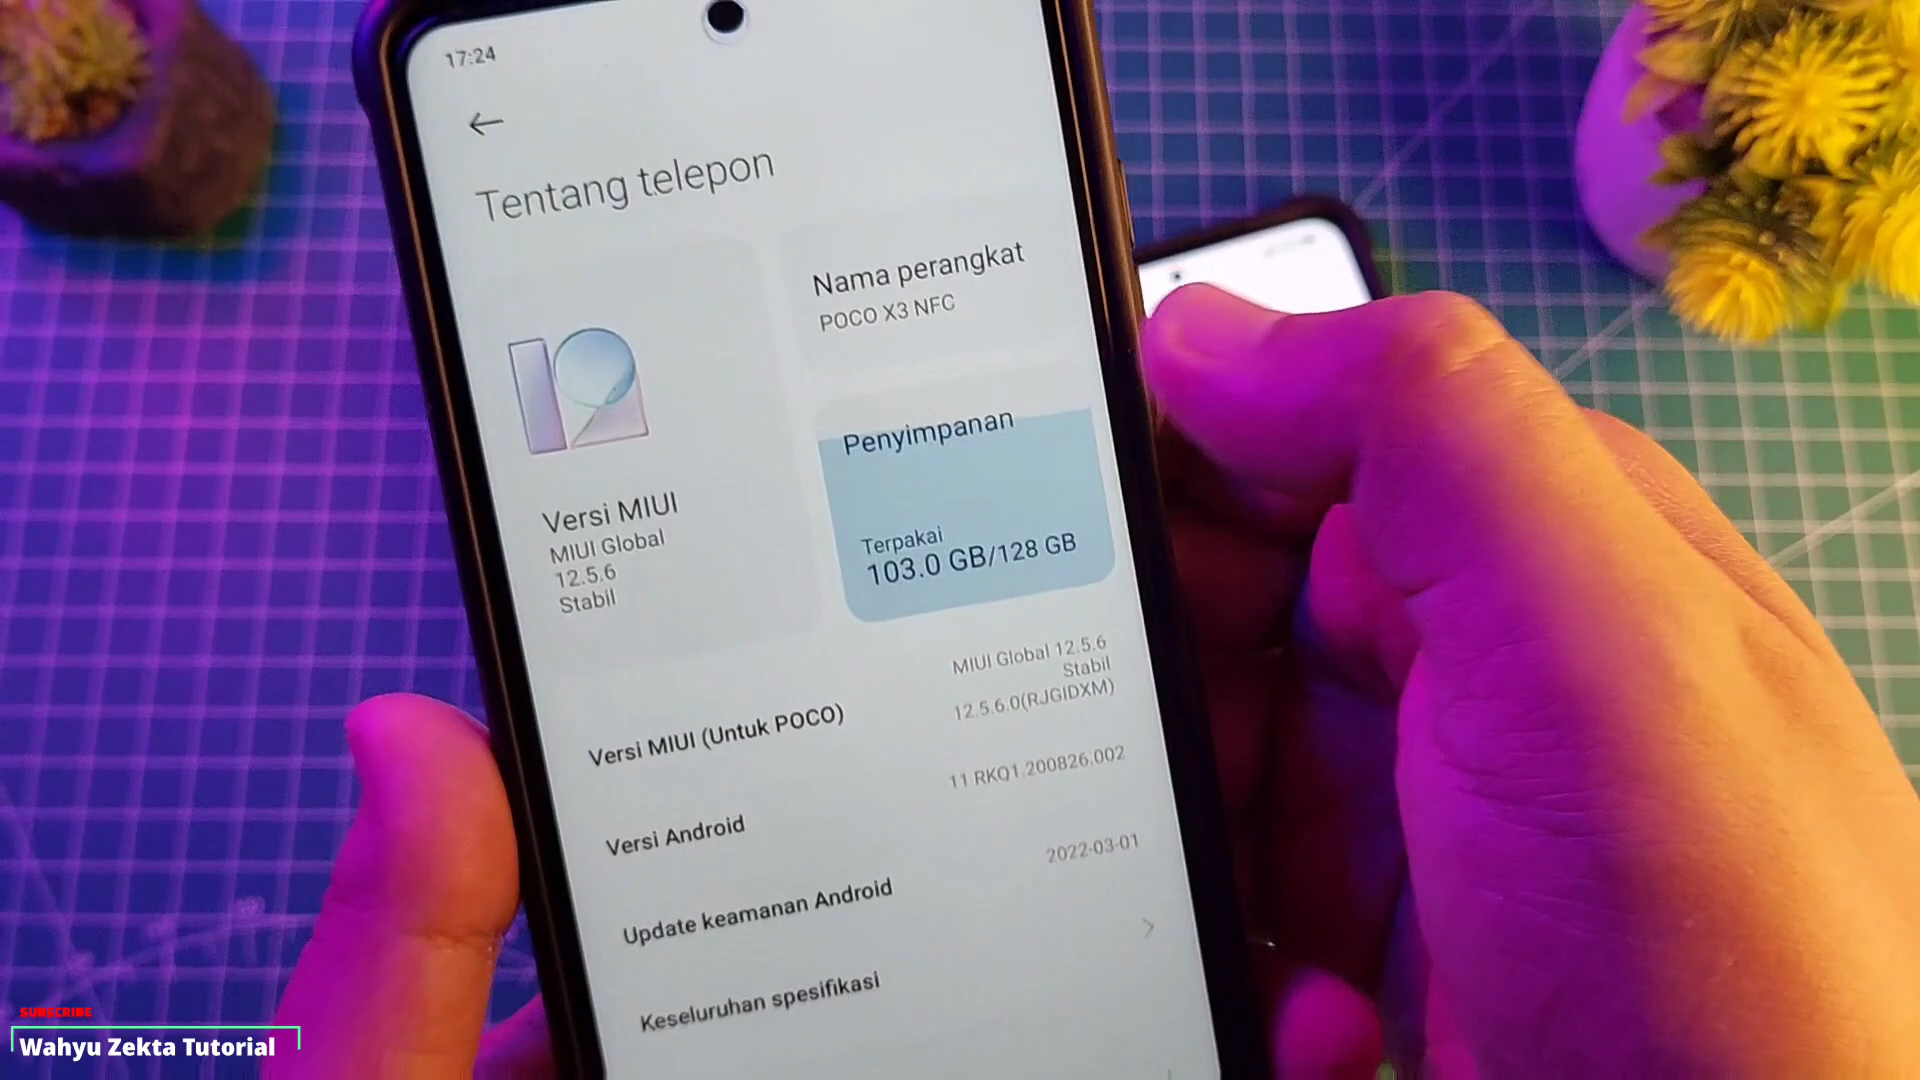 17:24
Tentang telepon
Nama perangkat
POCO X3 NFC
Versi MIUI
MIUI Global
12.5.6
Stabil
Penyimpanan
Terpakai
103.0 GB/128 GB
Versi MIUI (Untuk POCO)
MIUI Global 12.5.6
Stabil
12.5.6.0(RJGIDXM)
Versi Android
11 RKQ1.200826.002
Update keamanan Android
2022-03-01
Keseluruhan spesifikasi
SUBSCRIBE
Wahyu Zekta Tutorial